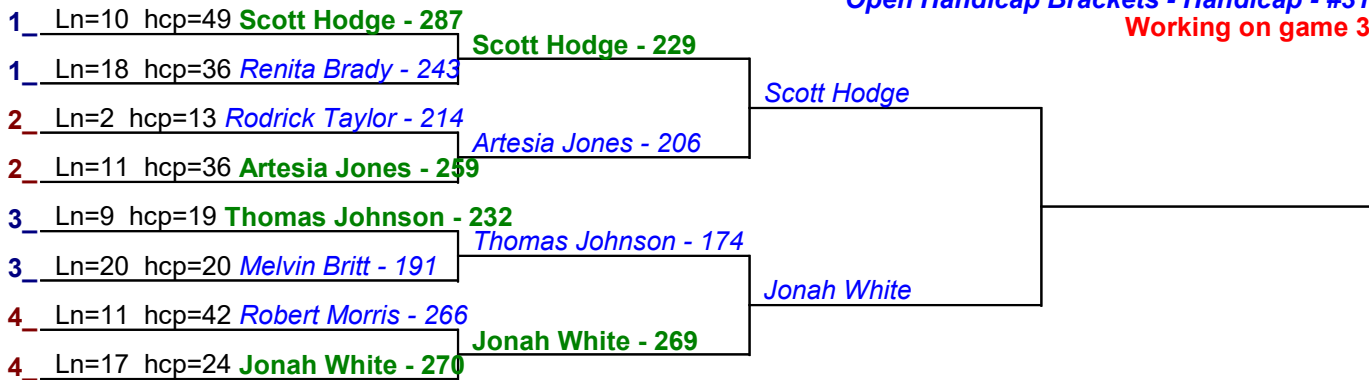 Open Handicap Brackets - Handicap - #31
Working on game 3
1_ Ln=10 hcp=49 Scott Hodge - 287
Scott Hodge - 229
1_ Ln=18 hcp=36 Renita Brady - 243
Scott Hodge
2_ Ln=2 hcp=13 Rodrick Taylor - 214
Artesia Jones - 206
2_ Ln=11 hcp=36 Artesia Jones - 259
3_ Ln=9 hcp=19 Thomas Johnson - 232
Thomas Johnson - 174
3_ Ln=20 hcp=20 Melvin Britt - 191
Jonah White
4_ Ln=11 hcp=42 Robert Morris - 266
Jonah White - 269
4_ Ln=17 hcp=24 Jonah White - 270